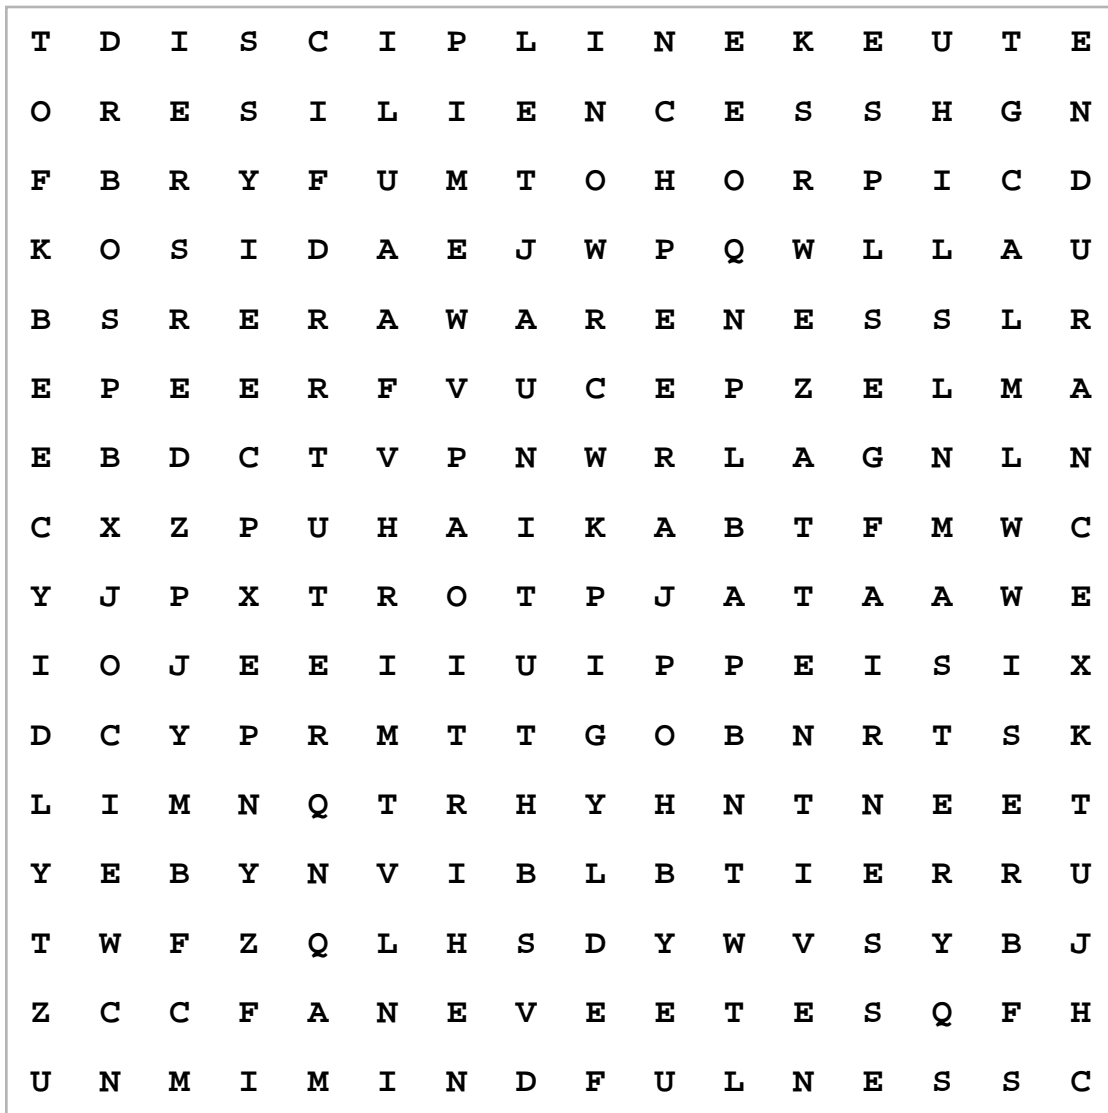 T D I S C I P L I N E K E U T E
O R E S I L I E N C E S S H G N
F B R Y F U M T O H O R P I C D
K O S I D A E J W P Q W L L A U
B S R E R A W A R E N E S S L R
E P E E R F V U C E P Z E L M A
E B D C T V P N W R L A G N L N
C X Z P U H A I K A B T F M W C
Y J P X T R O T P J A T A A W E
I O J E E I I U I P P E I S I X
D C Y P R M T T G O B N R T S K
L I M N Q T R H Y H N T N E E T
Y E B Y N V I B L B T I E R R U
T W F Z Q L H S D Y W V S Y B J
Z C C F A N E V E E T E S Q F H
U N M I M I N D F U L N E S S C